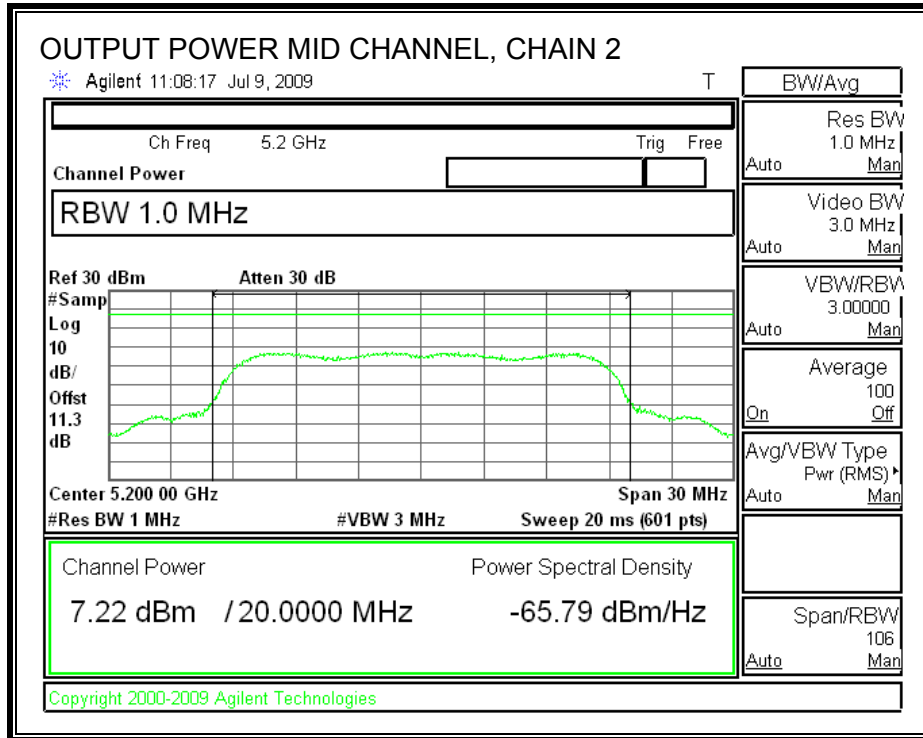 OUTPUT POWER MID CHANNEL, CHAIN 2
Agilent 11:08:17 Jul 9, 2009 T
Ch Freq 5.2 GHz Trig Free
Channel Power
RBW 1.0 MHz
Ref 30 dBm Atten 30 dB
#Samp
Log
10
dB/
Offst
11.3
dB
Center 5.200 00 GHz Span 30 MHz
#Res BW 1 MHz #VBW 3 MHz Sweep 20 ms (601 pts)
Channel Power Power Spectral Density
7.22 dBm / 20.0000 MHz -65.79 dBm/Hz
Copyright 2000-2009 Agilent Technologies
BW/Avg
Res BW
1.0 MHz
Auto Man
Video BW
3.0 MHz
Auto Man
VBW/RBW
3.00000
Auto Man
Average
100
On Off
Avg/VBW Type
Pwr (RMS)
Auto Man
Span/RBW
106
Auto Man